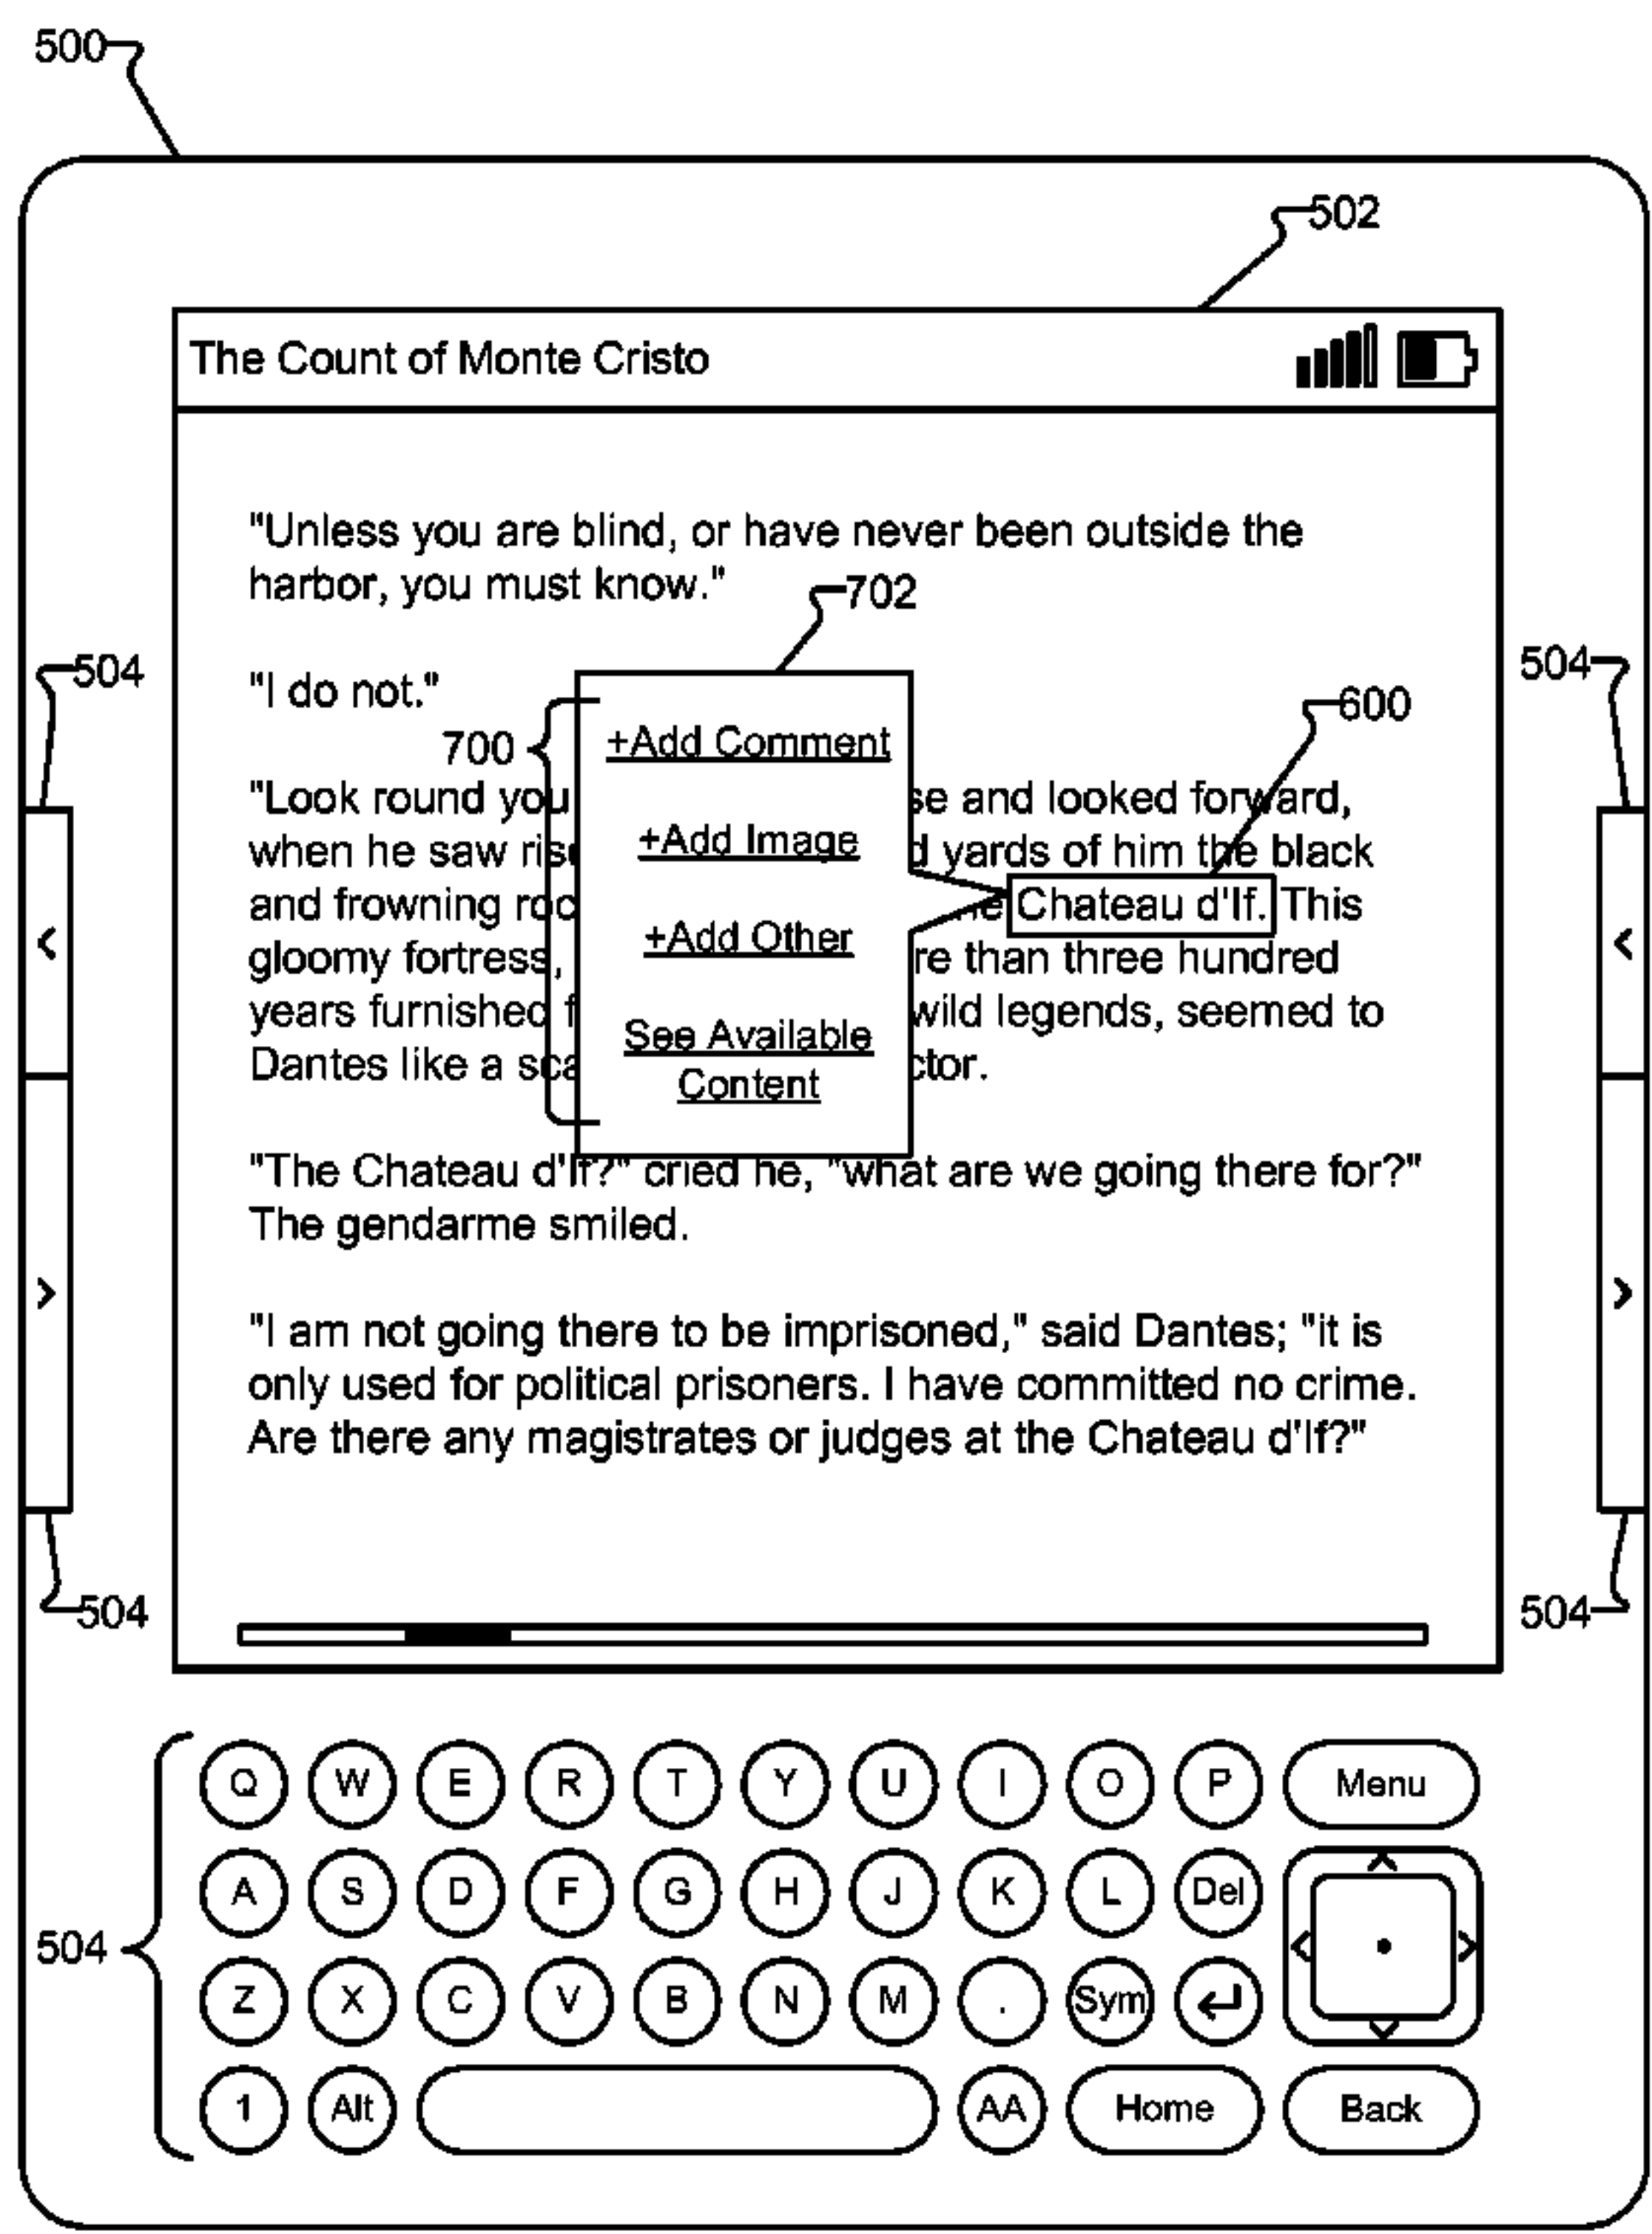 500
502
The Count of Monte Cristo
"Unless you are blind, or have never been outside the
harbor, you must know."
702
504
504
"I do not."
600
700
+Add Comment
"Look round you and looked forward,
+Add Image
when he saw yards of him the black
and frowning Chateau d'If. This
+Add Other
gloomy fortress, than three hundred
years furnished wild legends, seemed to
See Available
Dantes like a
Content
"The Chateau d'If?" cried he, "what are we going there for?"
The gendarme smiled.
"I am not going there to be imprisoned," said Dantes; "it is
only used for political prisoners. I have committed no crime.
Are there any magistrates or judges at the Chateau d'If?"
504
504
Q W E R T Y U I O P Menu
A S D F G H J K L Del
504
Z X C V B N M . Sym
1 Alt AA Home Back